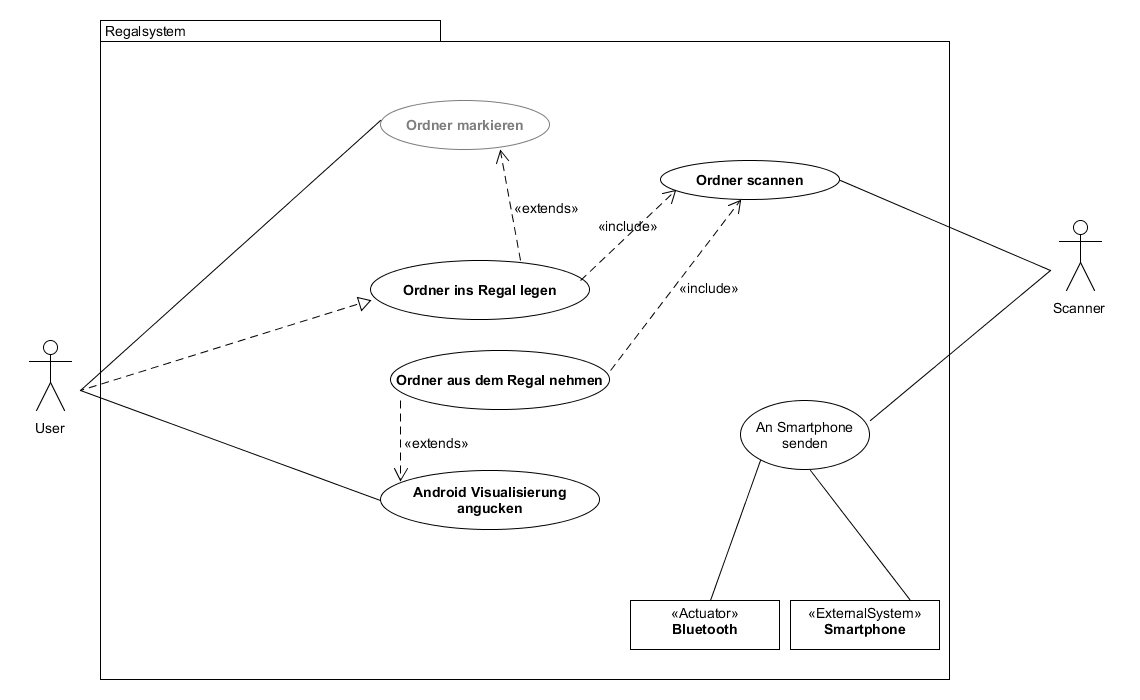 Regalsystem
Ordner markieren
Ordner scannen
«extends»
«include»
Ordner ins Regal legen
«include»
Scanner
Ordner aus dem Regal nehmen
User
An Smartphone
senden
«extends»
Android Visualisierung
angucken
«Actuator»
Bluetooth
«ExternalSystem»
Smartphone